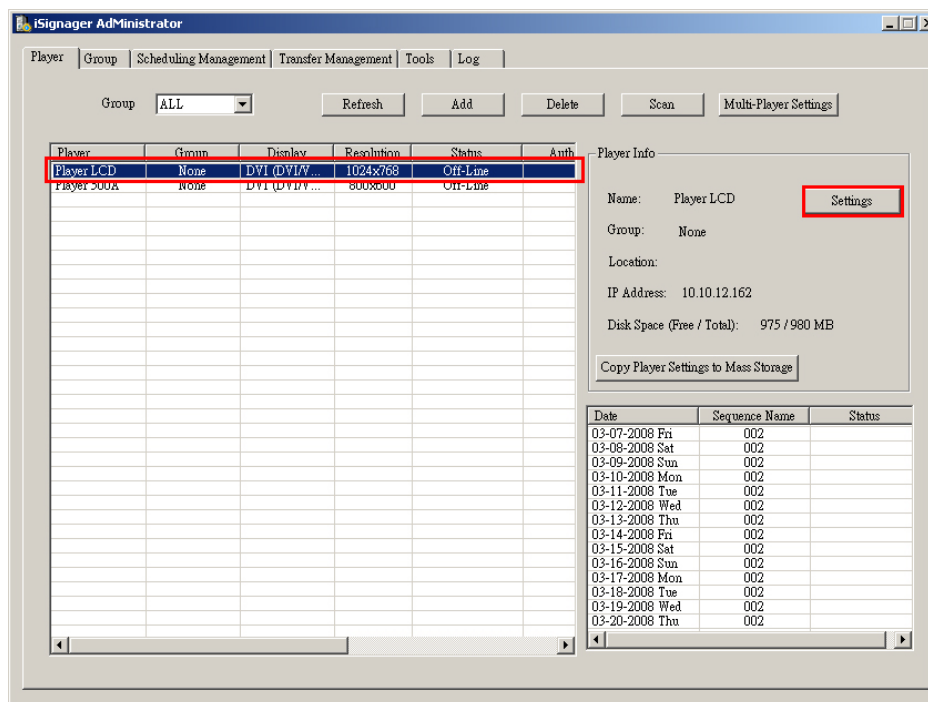 iSignager AdMinistrator
Player Group Scheduling Management Transfer Management Tools Log
Group ALL Refresh Add Delete Scan Multi-Player Settings
Player Group Display Resolution Status Auth
Player LCD None DVI (DVI/V... 1024x768 Off-Line
Player 500A None DVI (DVI/V... 800x600 Off-Line
Player Info
Name: Player LCD Settings
Group: None
Location:
IP Address: 10.10.12.162
Disk Space (Free / Total): 975 / 980 MB
Copy Player Settings to Mass Storage
Date Sequence Name Status
03-07-2008 Fri 002
03-08-2008 Sat 002
03-09-2008 Sun 002
03-10-2008 Mon 002
03-11-2008 Tue 002
03-12-2008 Wed 002
03-13-2008 Thu 002
03-14-2008 Fri 002
03-15-2008 Sat 002
03-16-2008 Sun 002
03-17-2008 Mon 002
03-18-2008 Tue 002
03-19-2008 Wed 002
03-20-2008 Thu 002